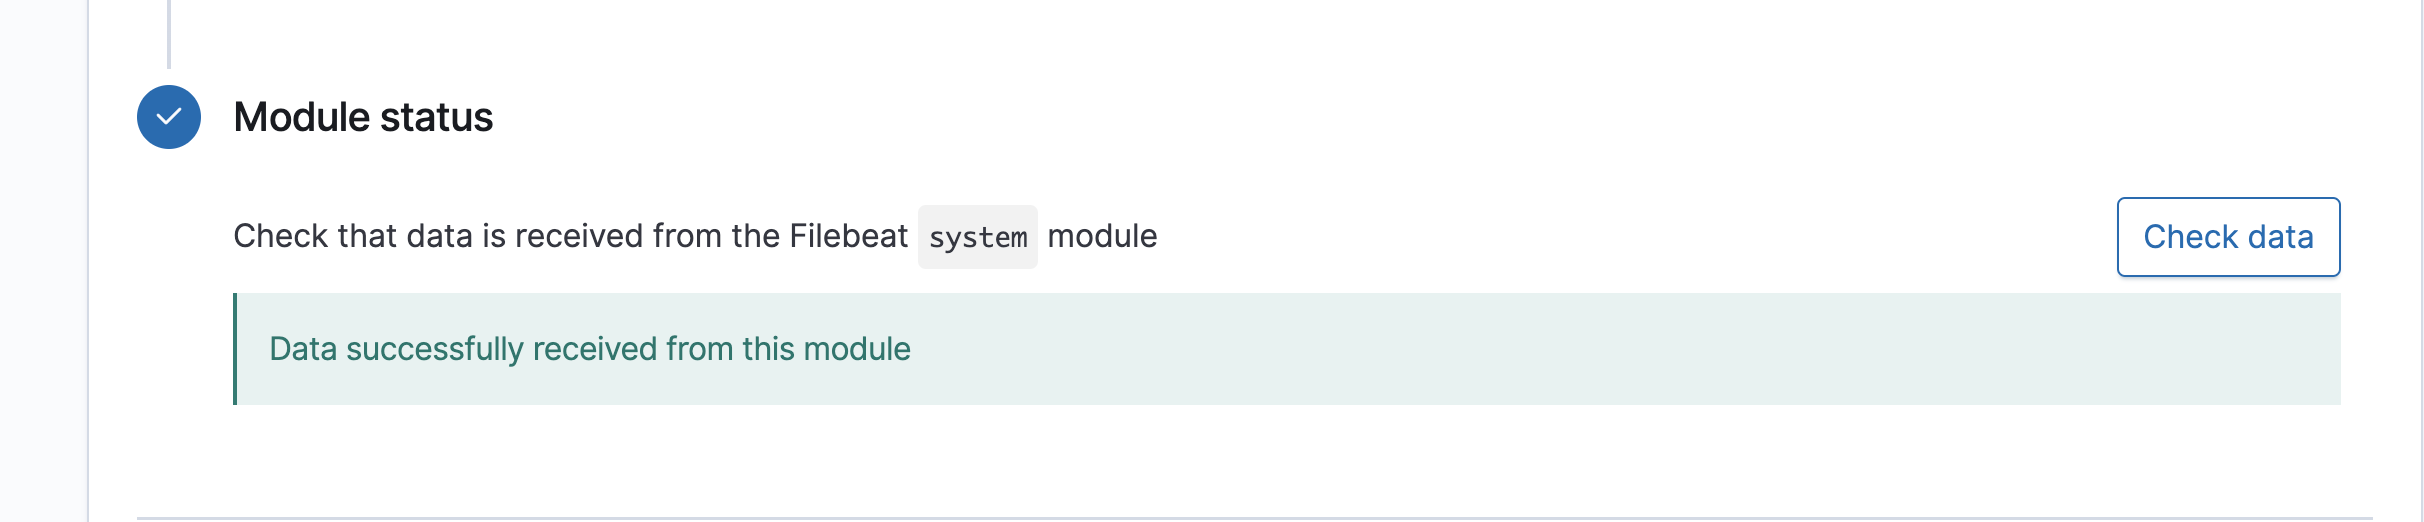 Module status
Check that data is received from the Filebeat system module
Check data
Data successfully received from this module